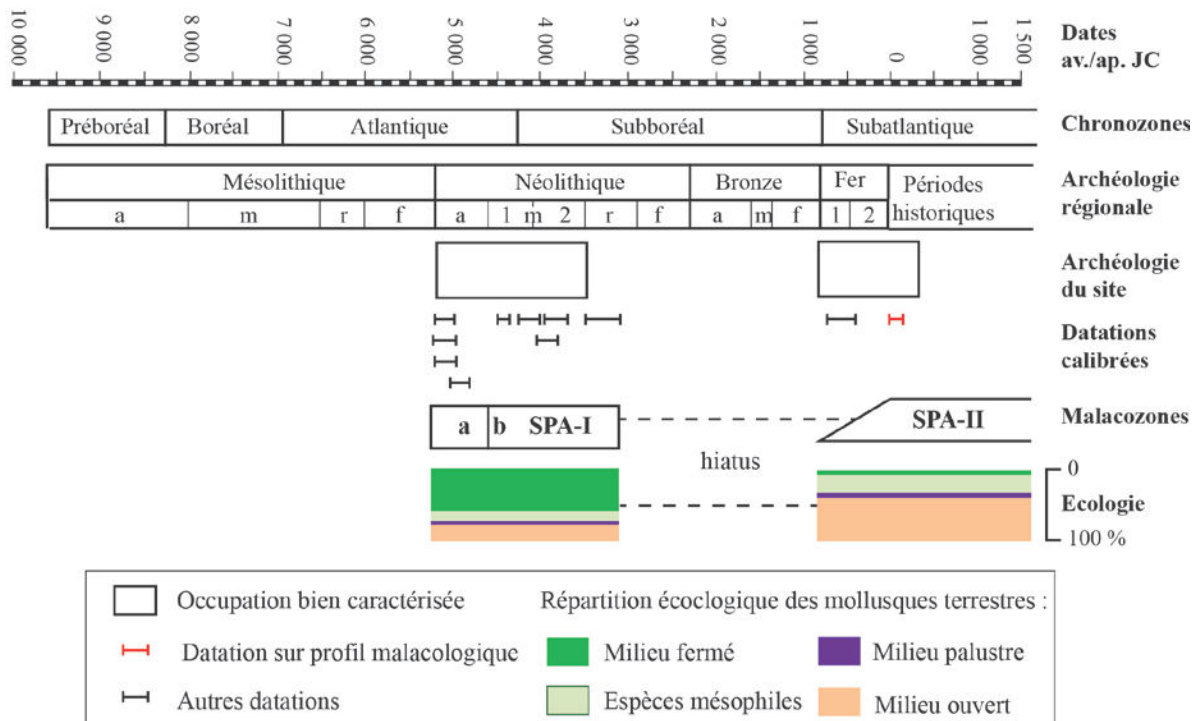 10 000 9 000 8 000 7 000 6 000 5 000 4 000 3 000 2 000 1 000 0 1 000 1 500
Dates
av./ap. JC
Préboréal Boréal Atlantique Subboréal Subatlantique
Chronozones
Mésolithique Néolithique Bronze Fer
a m r f a 1 m 2 r f a m f 1 2
Périodes
historiques
Archéologie
régionale
Archéologie
du site
Datations
calibrées
a b SPA-I SPA-II
Malacozones
hiatus
0
Ecologie
100 %
Occupation bien caractérisée
Datation sur profil malacologique
Autres datations
Répartition écoclogique des mollusques terrestres :
Milieu fermé
Milieu palustre
Espèces mésophiles
Milieu ouvert